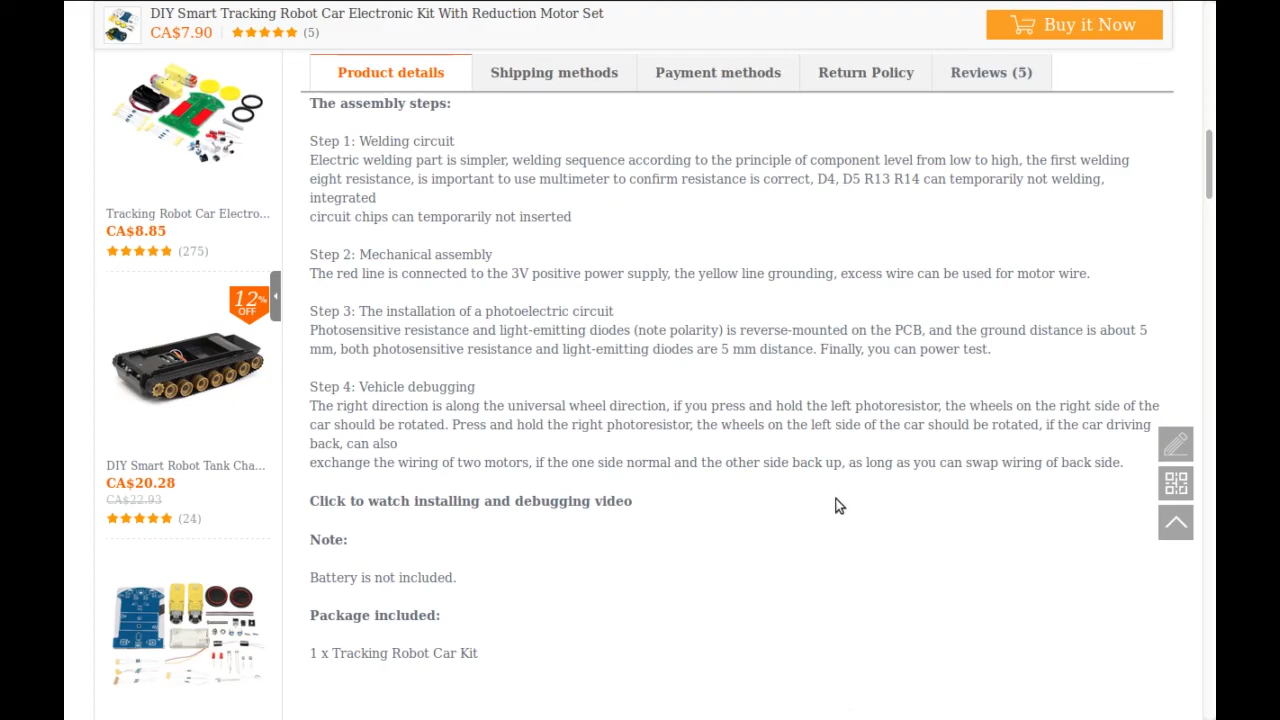 DIY Smart Tracking Robot Car Electronic Kit With Reduction Motor Set
CA$7.90 (5)
Buy it Now
Product details Shipping methods Payment methods Return Policy Reviews (5)
Tracking Robot Car Electro...
CA$8.85
(275)
12%
OFF
DIY Smart Robot Tank Cha...
CA$20.28
CA$22.93
(24)
The assembly steps:
Step 1: Welding circuit
Electric welding part is simpler, welding sequence according to the principle of component level from low to high, the first welding
eight resistance, is important to use multimeter to confirm resistance is correct, D4, D5 R13 R14 can temporarily not welding,
integrated
circuit chips can temporarily not inserted
Step 2: Mechanical assembly
The red line is connected to the 3V positive power supply, the yellow line grounding, excess wire can be used for motor wire.
Step 3: The installation of a photoelectric circuit
Photosensitive resistance and light-emitting diodes (note polarity) is reverse-mounted on the PCB, and the ground distance is about 5
mm, both photosensitive resistance and light-emitting diodes are 5 mm distance. Finally, you can power test.
Step 4: Vehicle debugging
The right direction is along the universal wheel direction, if you press and hold the left photoresistor, the wheels on the right side of the
car should be rotated. Press and hold the right photoresistor, the wheels on the left side of the car should be rotated, if the car driving
back, can also
exchange the wiring of two motors, if the one side normal and the other side back up, as long as you can swap wiring of back side.
Click to watch installing and debugging video
Note:
Battery is not included.
Package included:
1 x Tracking Robot Car Kit